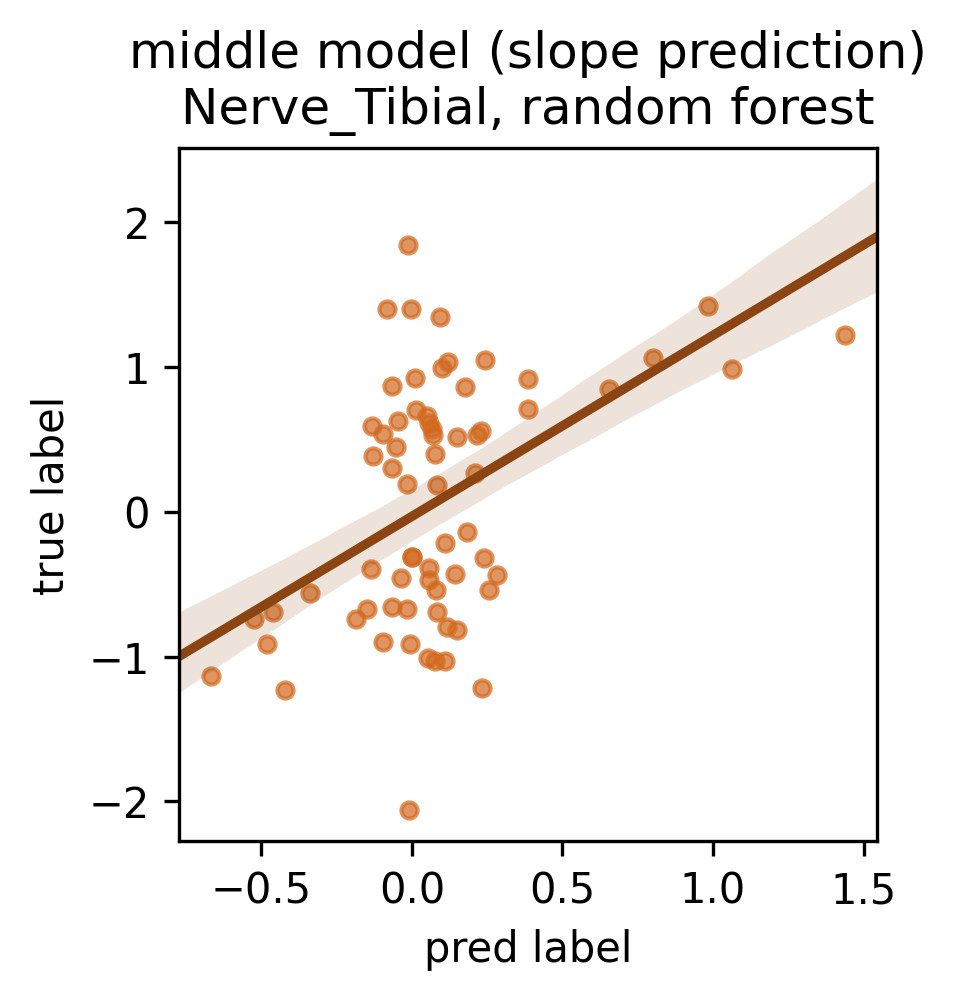 middle model (slope prediction)
Nerve_Tibial, random forest
2
1
0
−1
−2
true label
−0.5 0.0 0.5 1.0 1.5
pred label